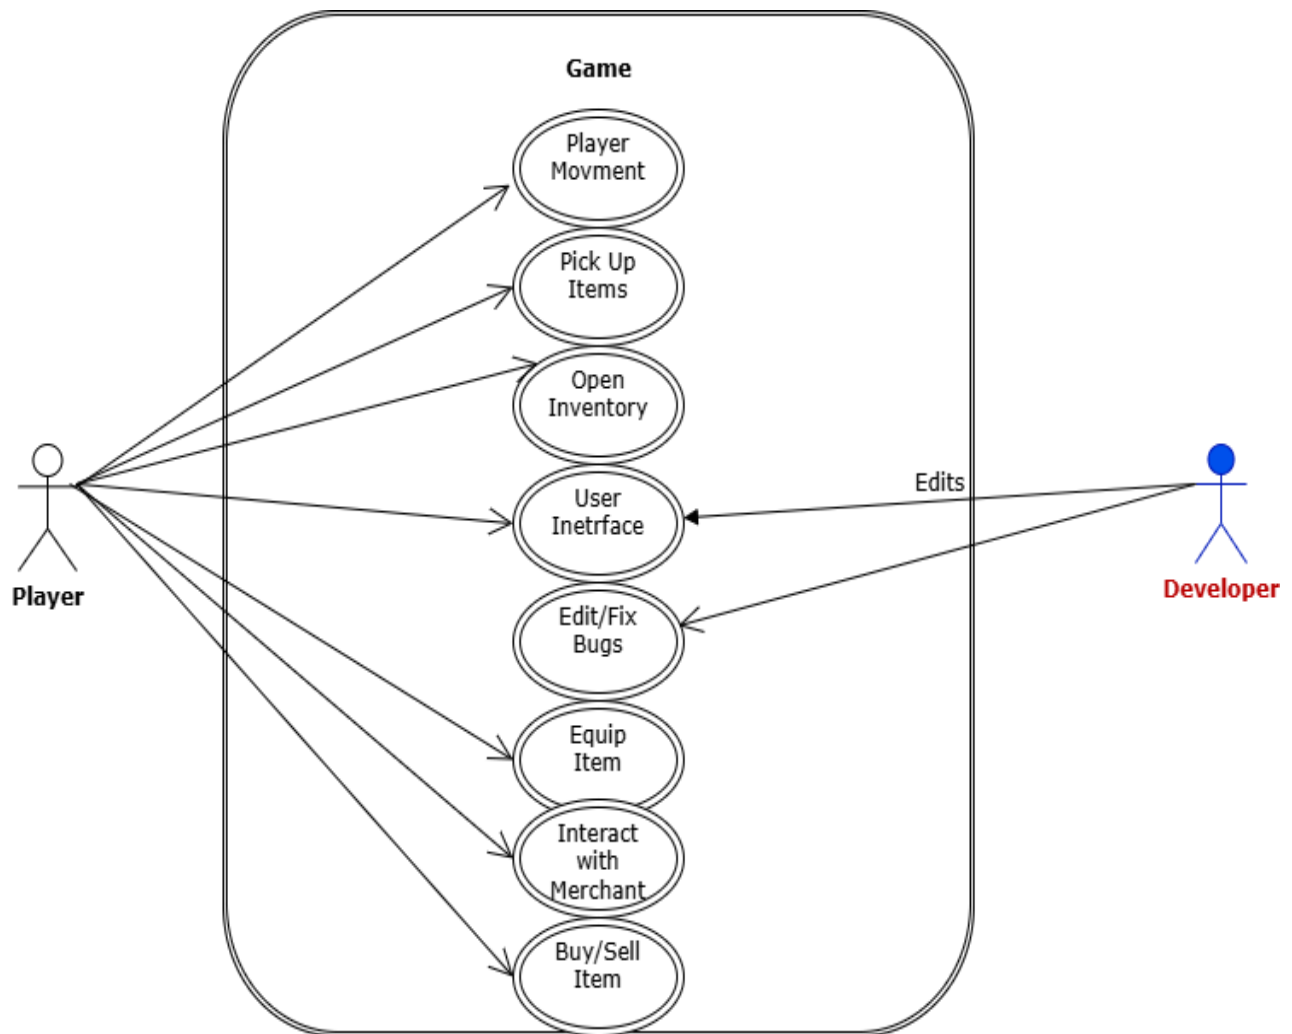 Game
Player
Movment
Pick Up
Items
Open
Inventory
Edits
User
Inetrface
Player
Developer
Edit/Fix
Bugs
Equip
Item
Interact
with
Merchant
Buy/Sell
Item